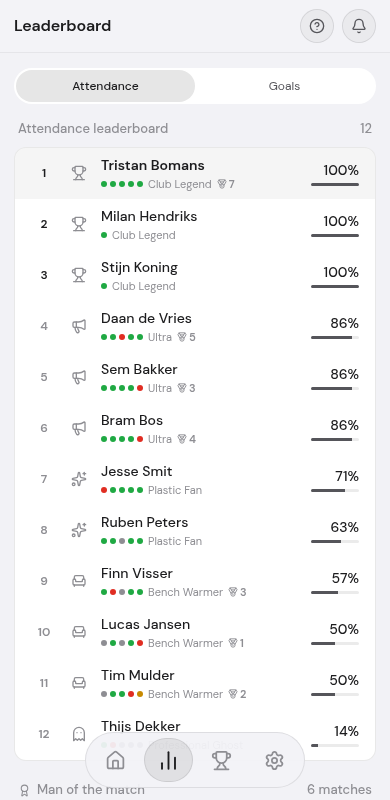 Leaderboard
Attendance Goals
Attendance leaderboard 12
1 Tristan Bomans 100%
Club Legend 7
2 Milan Hendriks 100%
Club Legend
3 Stijn Koning 100%
Club Legend
4 Daan de Vries 86%
Ultra 5
5 Sem Bakker 86%
Ultra 3
6 Bram Bos 86%
Ultra 4
7 Jesse Smit 71%
Plastic Fan
8 Ruben Peters 63%
Plastic Fan
9 Finn Visser 57%
Bench Warmer 3
10 Lucas Jansen 50%
Bench Warmer 1
11 Tim Mulder 50%
Bench Warmer 2
12 Thijs Dekker 14%
Man of the match 6 matches